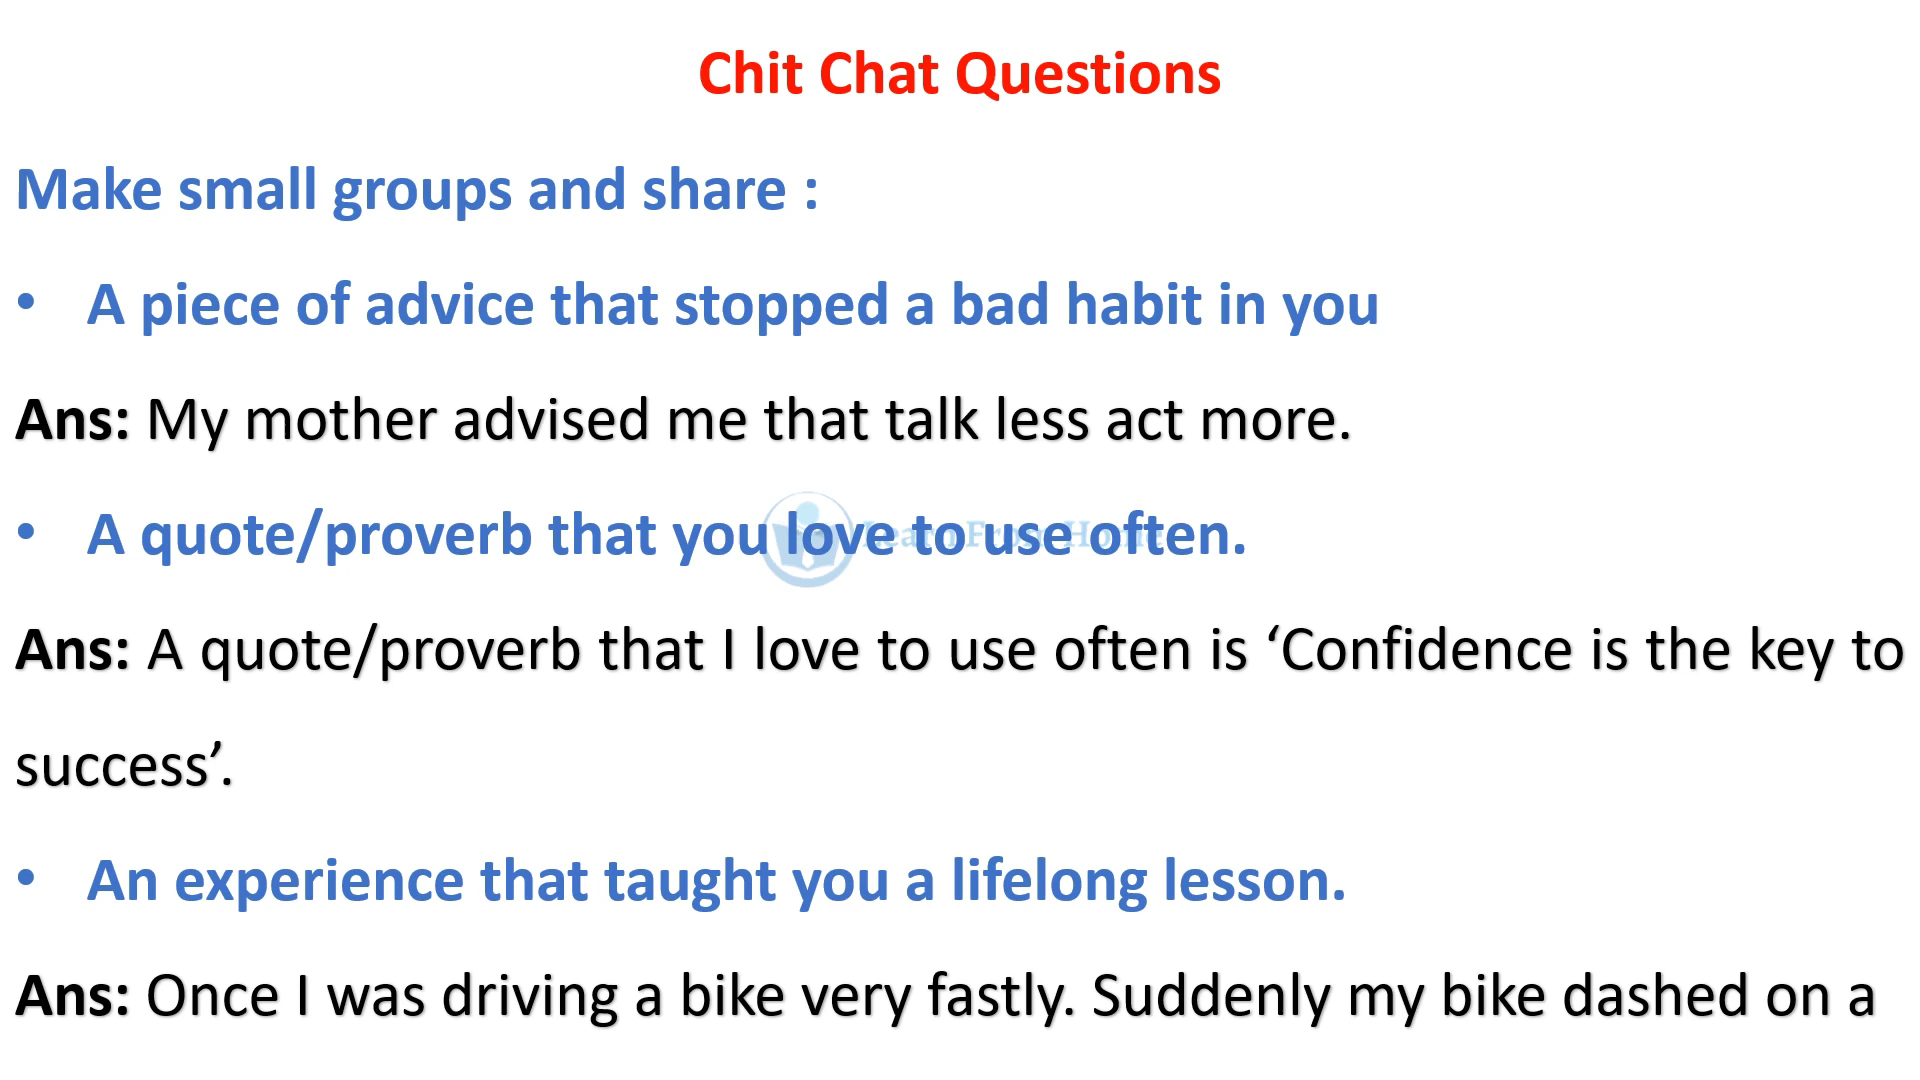 Chit Chat Questions
Make small groups and share :
• A piece of advice that stopped a bad habit in you
Ans: My mother advised me that talk less act more.
• A quote/proverb that you love to use often.
Learn From Home
Ans: A quote/proverb that I love to use often is ‘Confidence is the key to
success’.
• An experience that taught you a lifelong lesson.
Ans: Once I was driving a bike very fastly. Suddenly my bike dashed on a